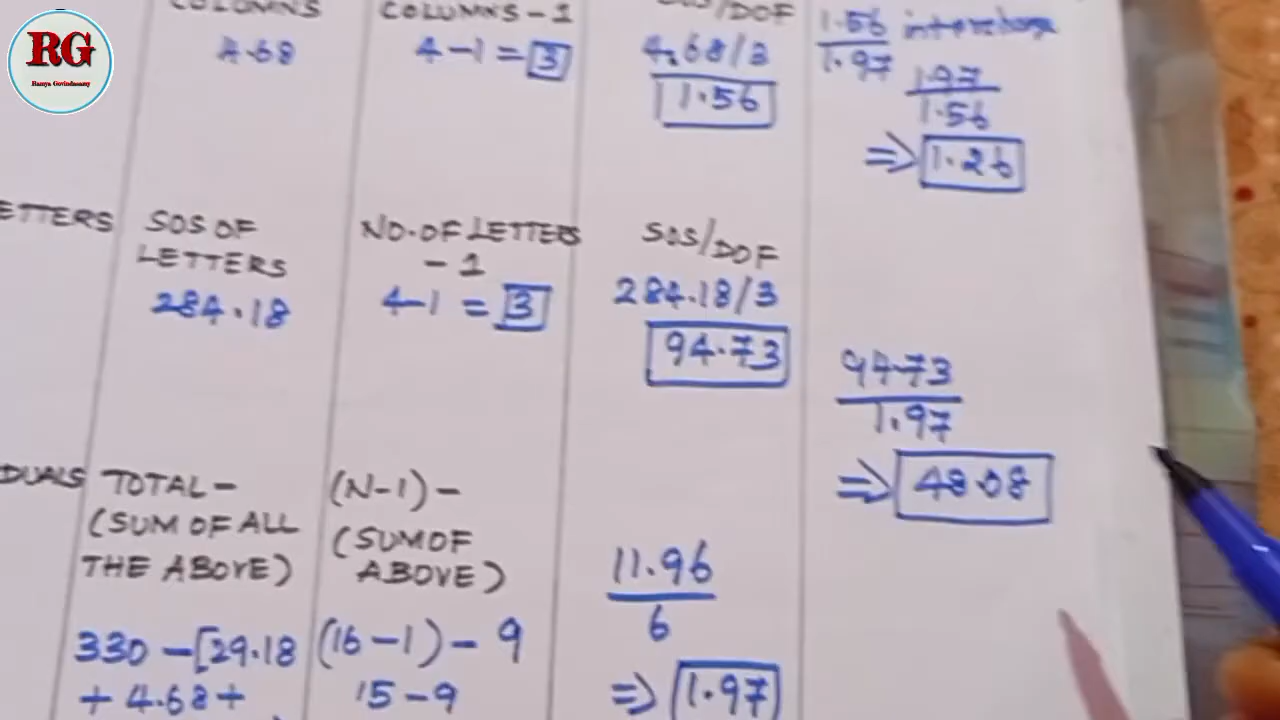 RG
Ramya Govindasamy
COLUMNS
4.68
COLUMNS-1
4-1 = 3
SOS/DOF
4.68/3
1.56
1.56 interchange
1.97
1.97
1.56
⇒ 1.26
ETTERS
SOS OF
LETTERS
284.18
NO.OF LETTERS
-1
4-1 = 3
SOS/DOF
284.18/3
94.73
94.73
1.97
⇒ 48.08
DUALS
TOTAL-
(SUM OF ALL
THE ABOVE)
330 -[29.18
+ 4.68+
(N-1)-
(SUM OF
ABOVE)
(16-1)-9
15-9
11.96
6
⇒ 1.97